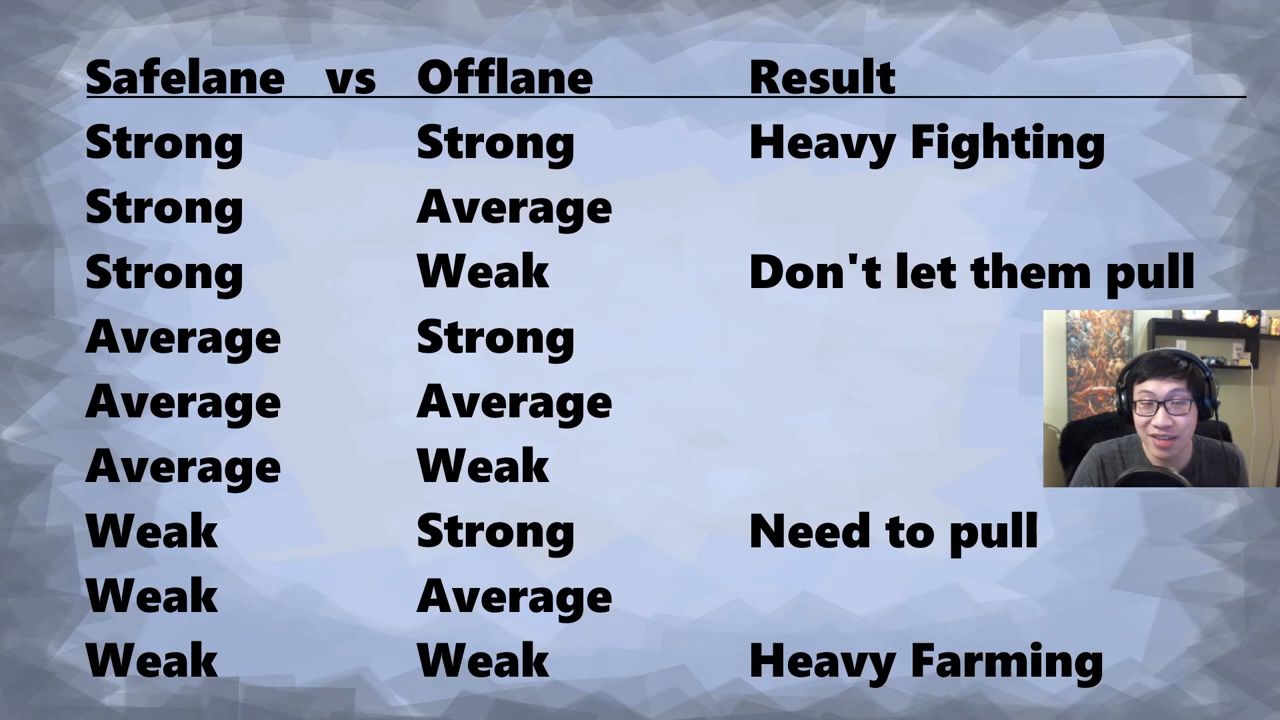 Safelane vs Offlane Result
Strong Strong Heavy Fighting
Strong Average
Strong Weak Don't let them pull
Average Strong
Average Average
Average Weak
Weak Strong Need to pull
Weak Average
Weak Weak Heavy Farming